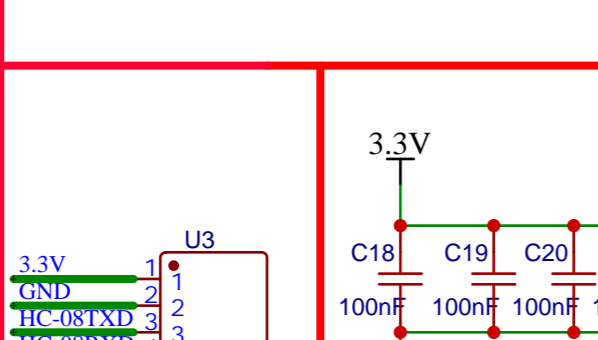 3.3V
U3
C18 C19 C20
3.3V 1 1
GND 2 2
HC-08TXD 3 3
100nF 100nF 100nF